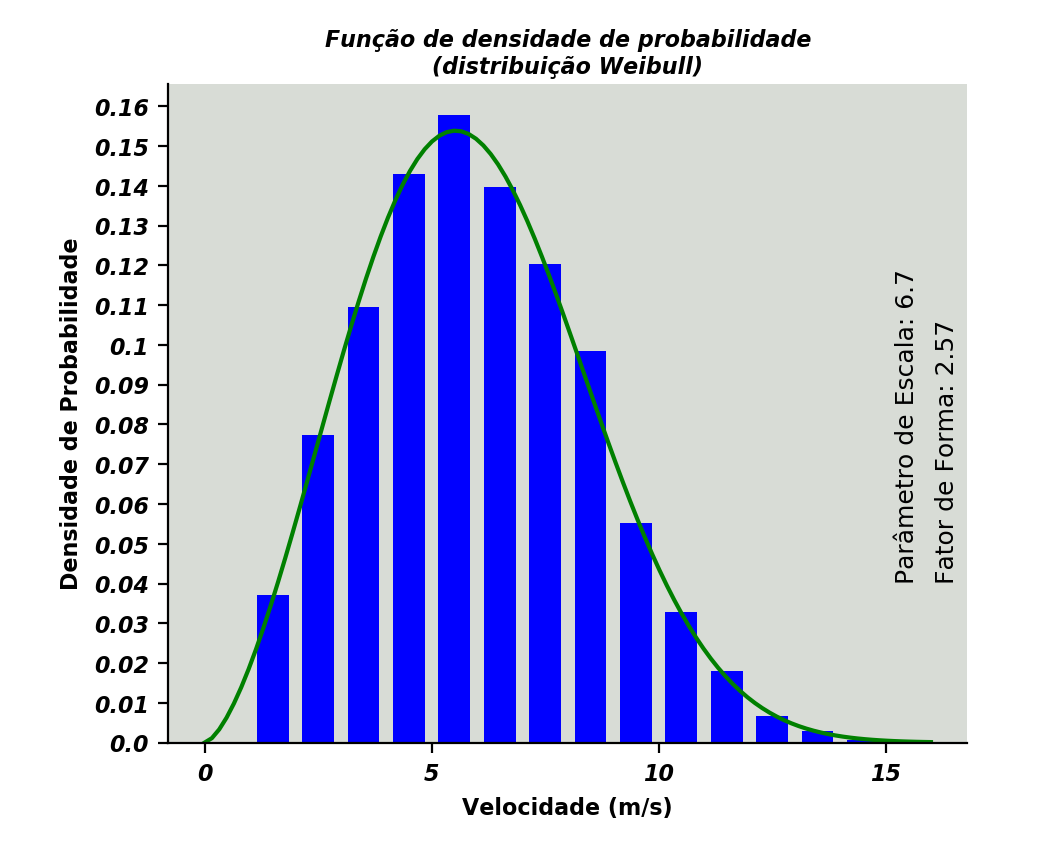 Função de densidade de probabilidade
(distribuição Weibull)
0.16
0.15
0.14
0.13
0.12
0.11
0.1
0.09
0.08
0.07
0.06
0.05
0.04
0.03
0.02
0.01
0.0
Densidade de Probabilidade
Parâmetro de Escala: 6.7
Fator de Forma: 2.57
0 5 10 15
Velocidade (m/s)